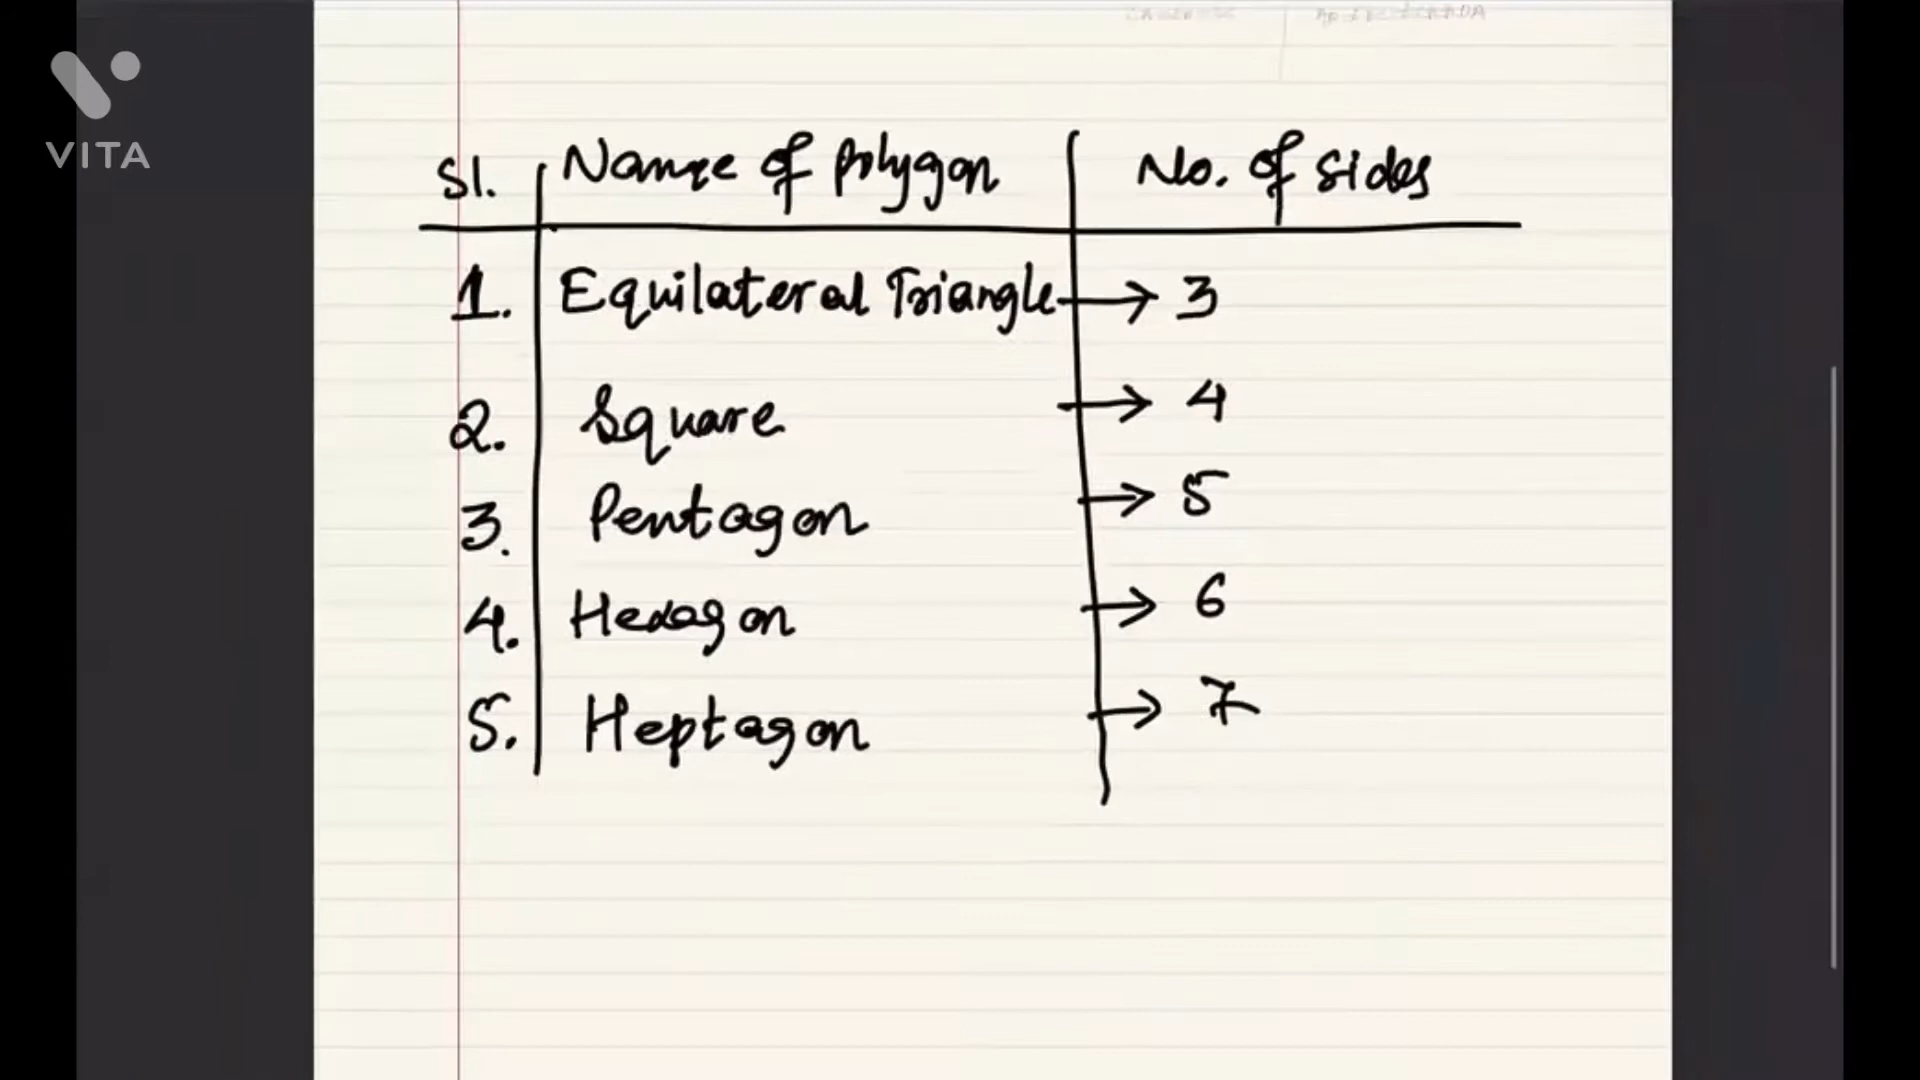 VITA
Sl. Name of Polygon No. of sides
1. Equilateral Triangle → 3
2. Square → 4
3. Pentagon → 5
4. Hexagon → 6
5. Heptagon → 7